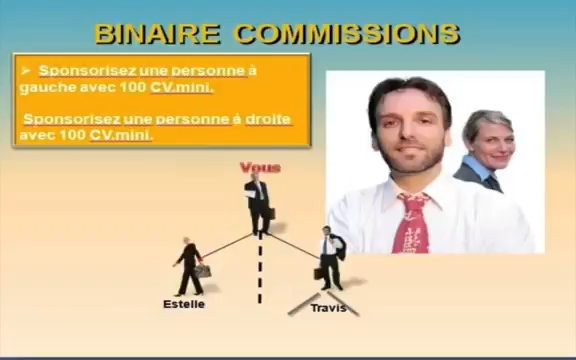 BINAIRE COMMISSIONS
➢ Sponsorisez une personne à
gauche avec 100 CV.mini.
Sponsorisez une personne á droite
avec 100 CV.mini.
Vous
Estelle
Travis